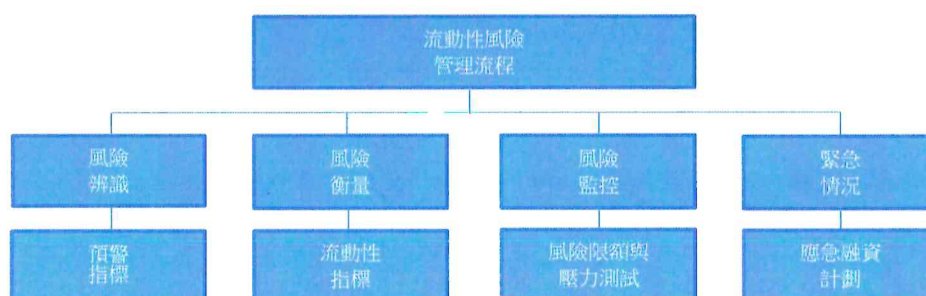 流動性風險
管理流程
風險
辨識
風險
衡量
風險
監控
緊急
情況
預警
指標
流動性
指標
風險限額與
壓力測試
應急融資
計劃